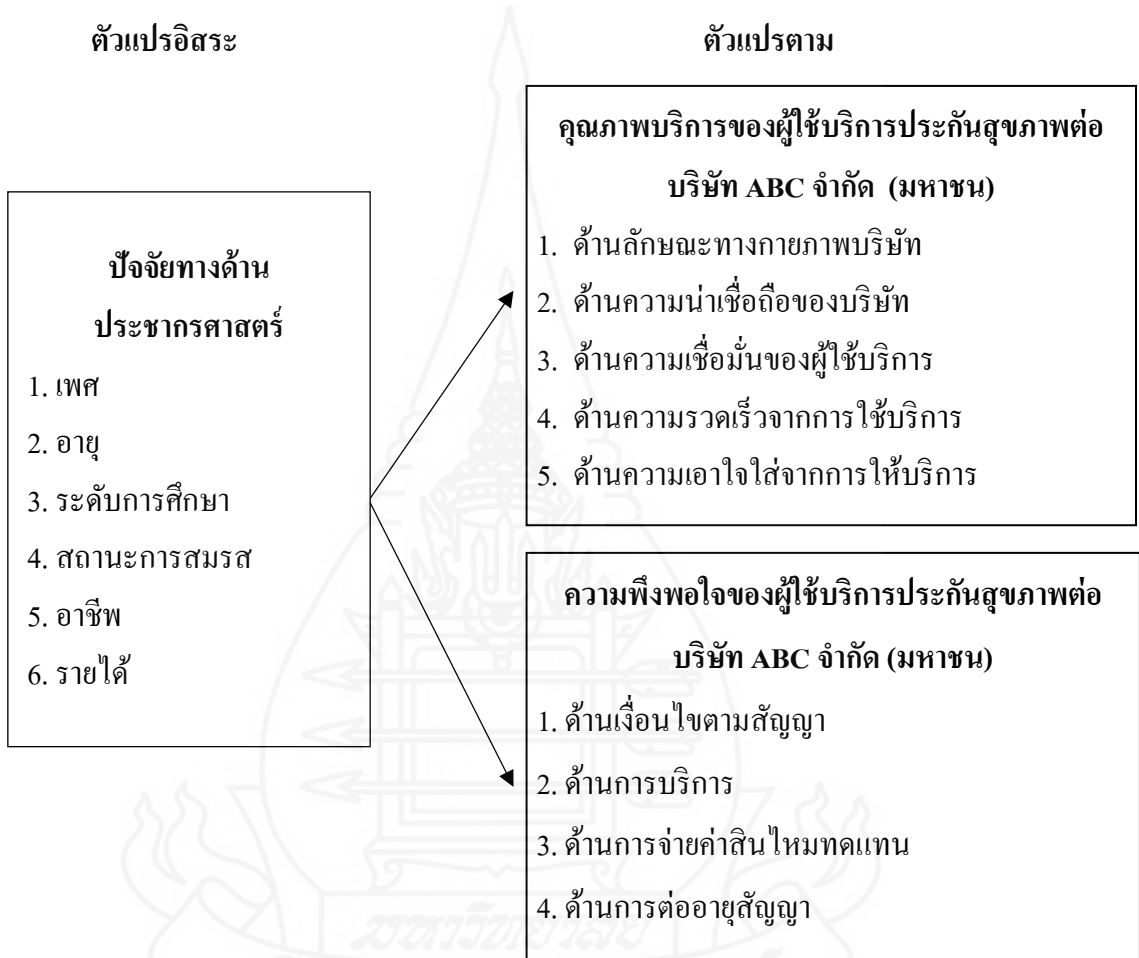 ตัวแปรอิสระ
ตัวแปรตาม
ปัจจัยทางด้าน
ประชากรศาสตร์
1. เพศ
2. อายุ
3. ระดับการศึกษา
4. สถานะการสมรส
5. อาชีพ
6. รายได้
คุณภาพบริการของผู้ใช้บริการประกันสุขภาพต่อ
บริษัท ABC จำกัด (มหาชน)
1. ด้านลักษณะทางกายภาพบริษัท
2. ด้านความน่าเชื่อถือของบริษัท
3. ด้านความเชื่อมั่นของผู้ใช้บริการ
4. ด้านความรวดเร็วจากการใช้บริการ
5. ด้านความเอาใจใส่จากการให้บริการ
ความพึงพอใจของผู้ใช้บริการประกันสุขภาพต่อ
บริษัท ABC จำกัด (มหาชน)
1. ด้านเงื่อนไขตามสัญญา
2. ด้านการบริการ
3. ด้านการจ่ายค่าสินไหมทดแทน
4. ด้านการต่ออายุสัญญา
มหาวิทยาลัย